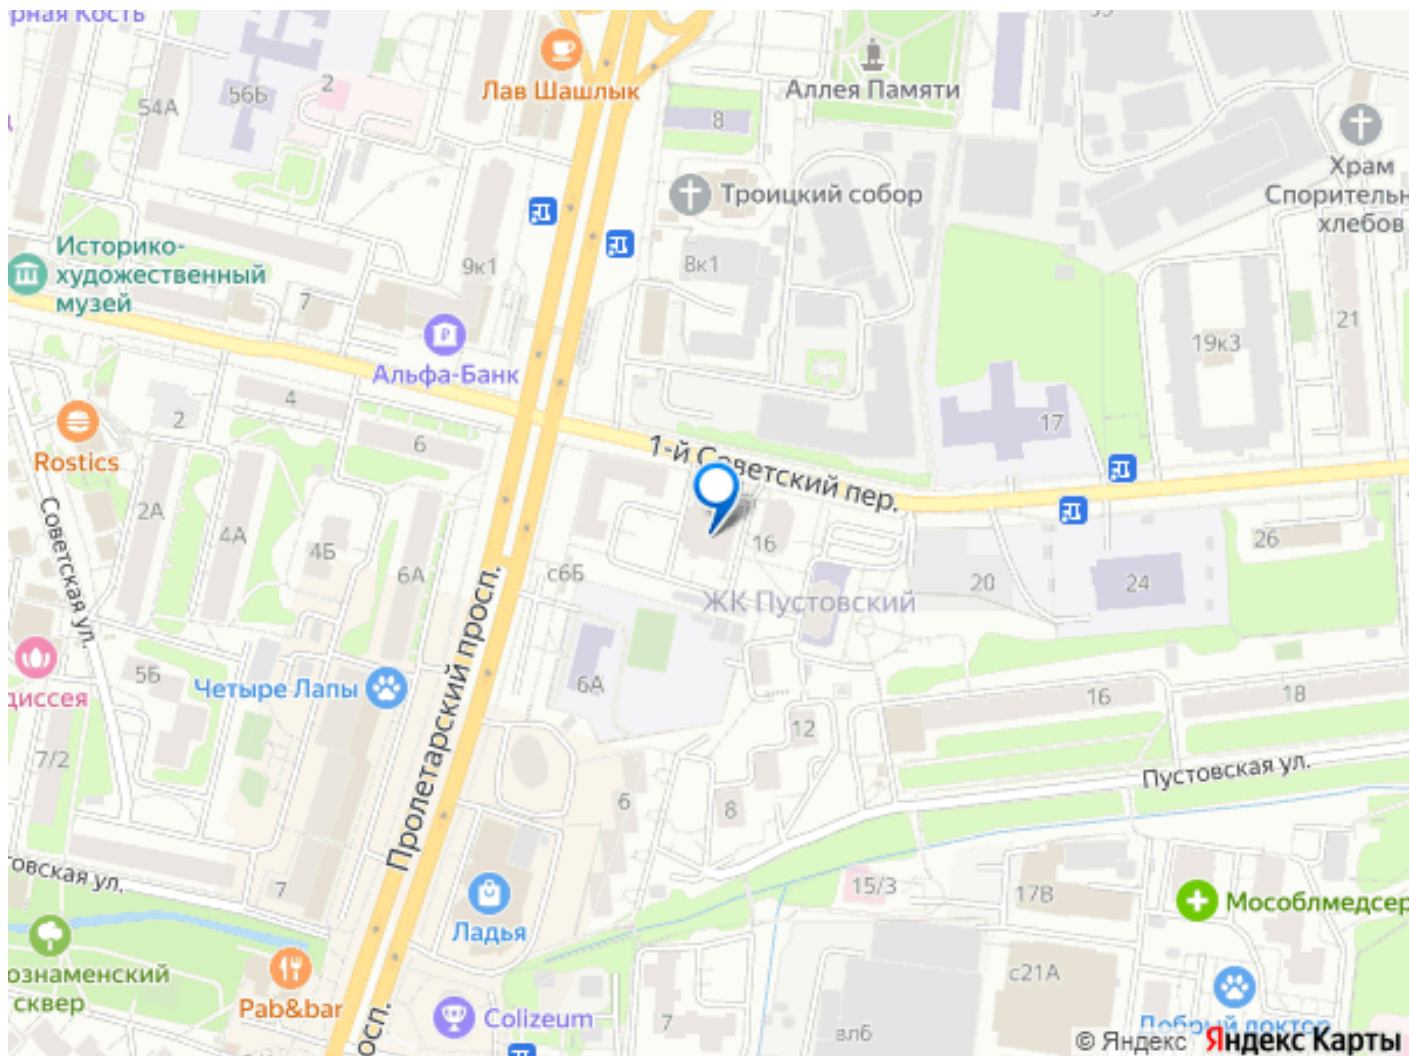 рная Кость
Лав Шашлык
Аллея Памяти
54А
56Б
2
8
Храм
Спорительн
хлебов
Троицкий собор
Историко-
художественный
музей
9к1
8к1
7
21
19к3
Альфа-Банк
4
2
6
17
Rostics
1-й Советский пер.
2А
4А
4Б
6А
с6Б
16
20
24
26
Советская ул.
ЖК Пустовский
Пролетарский просп.
5Б
Четыре Лапы
6А
16
18
диссея
12
7/2
Пустовская ул.
6
8
товская ул.
7
15/3
17В
Мособлмедсер
Ладья
ознаменский
сквер
Pab&bar
с21А
Colizeum
7
вл6
осп.
Добрый доктор
© Яндекс Яндекс Карты